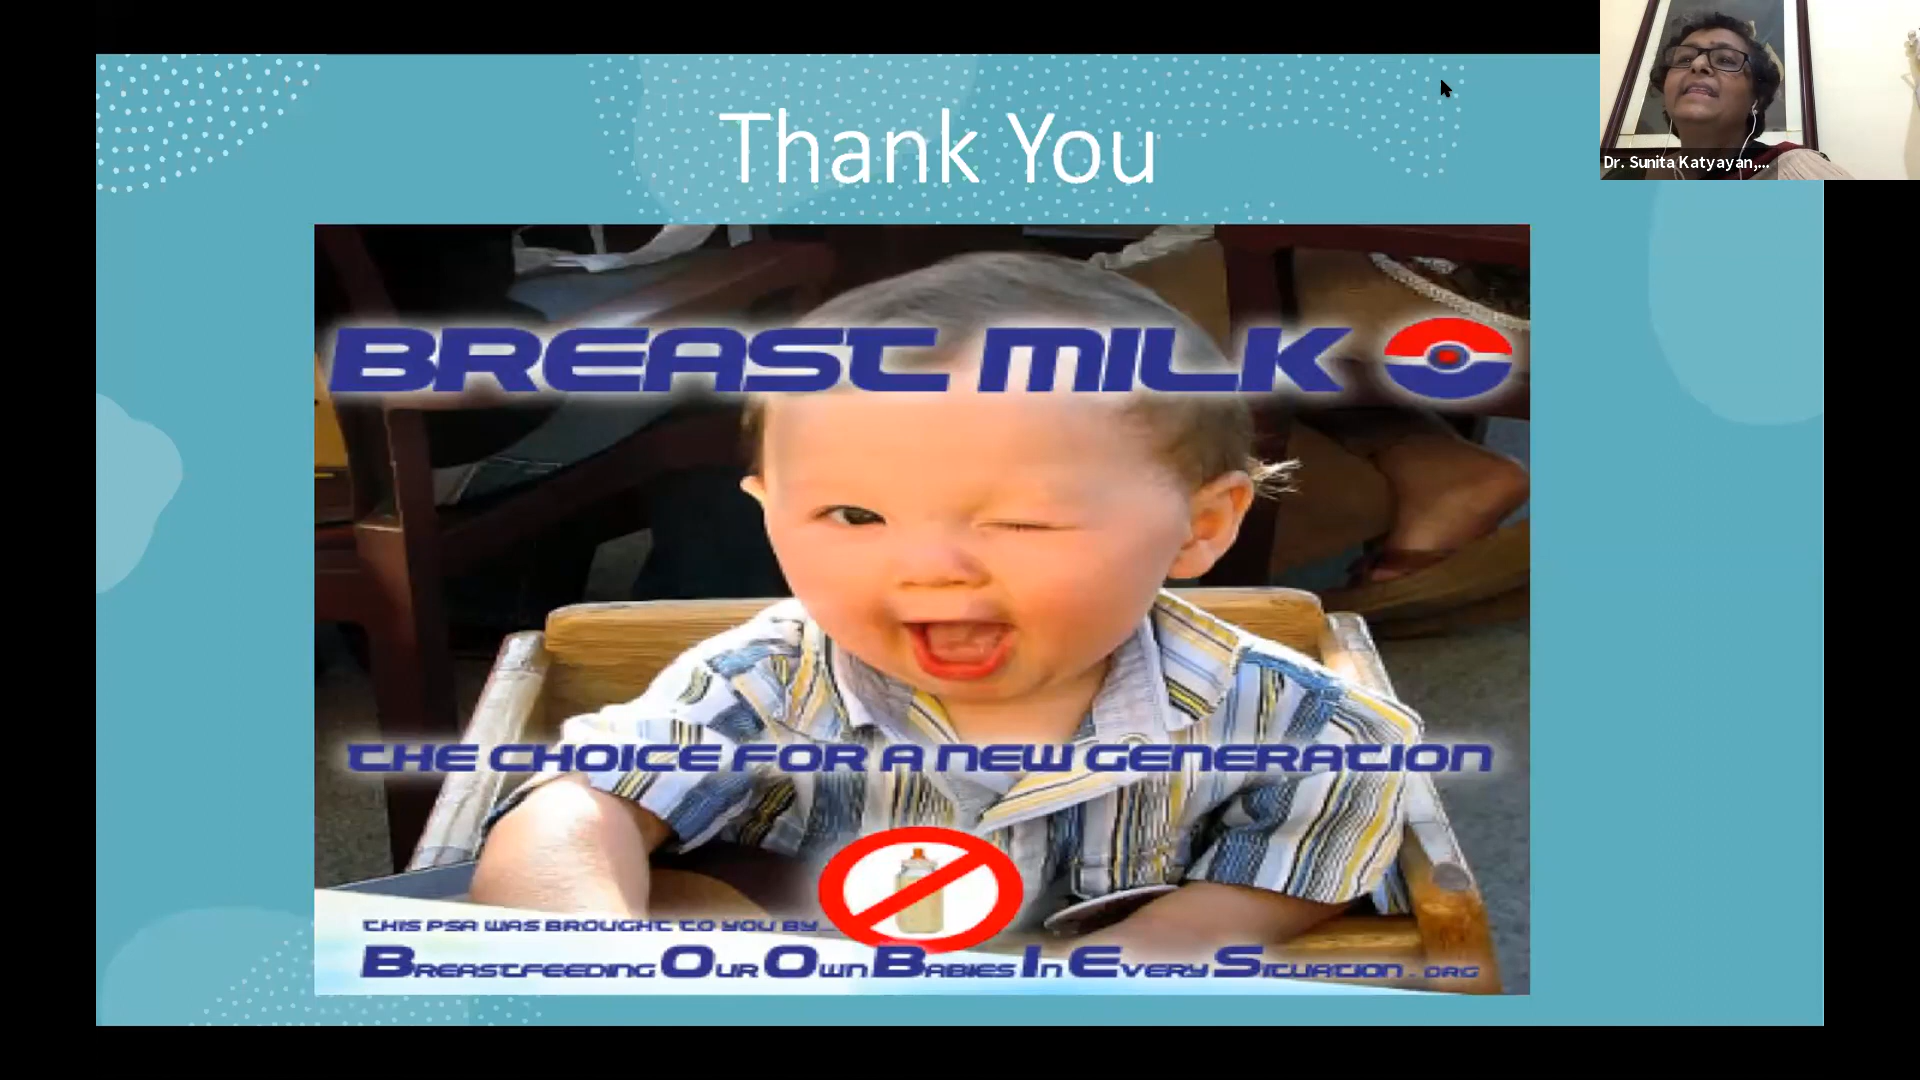 Thank You
Dr. Sunita Katyayan,...
BREAST MILK
THE CHOICE FOR A NEW GENERATION
THIS PSA WAS BROUGHT TO YOU BY...
BREASTFEEDING OUR OWN BABIES IN EVERY SITUATION.ORG